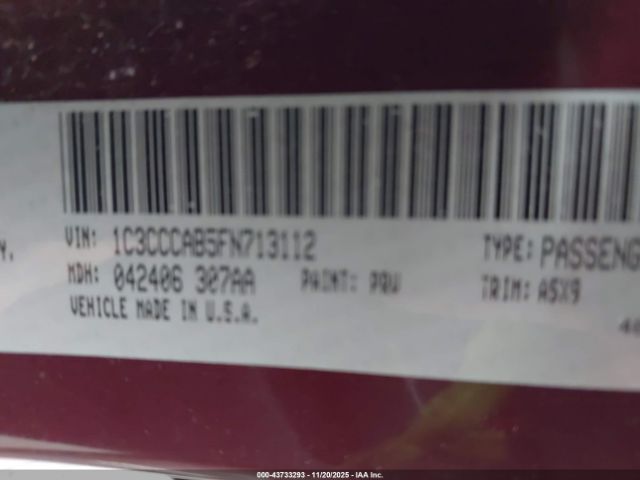 Y.
VIN: 1C3CCCAB5FN713112
TYPE: PASSENG
MDH: 042406 307AA
PAINT: PRV
TRIM: A5X9
VEHICLE MADE IN U.S.A.
000-43733293 - 11/20/2025 - IAA Inc.